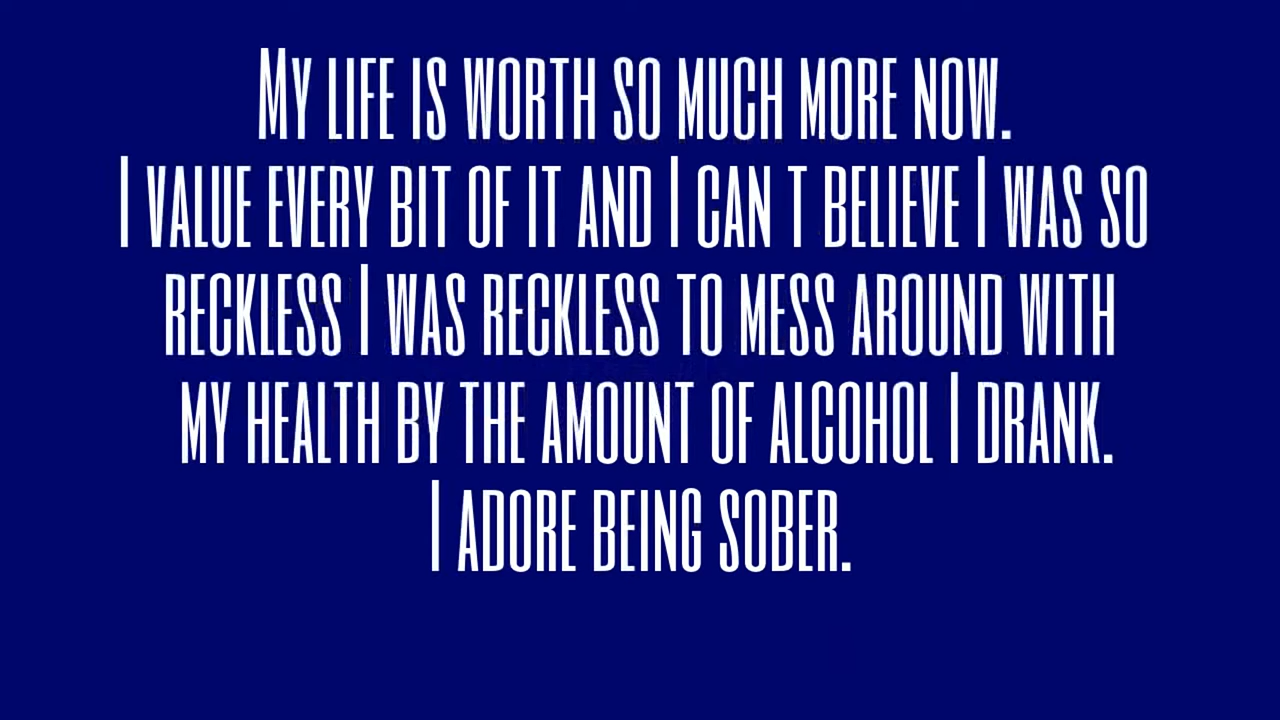 My life is worth so much more now.
I value every bit of it and I can t believe I was so
reckless I was reckless to mess around with
my health by the amount of alcohol I drank.
I adore being sober.